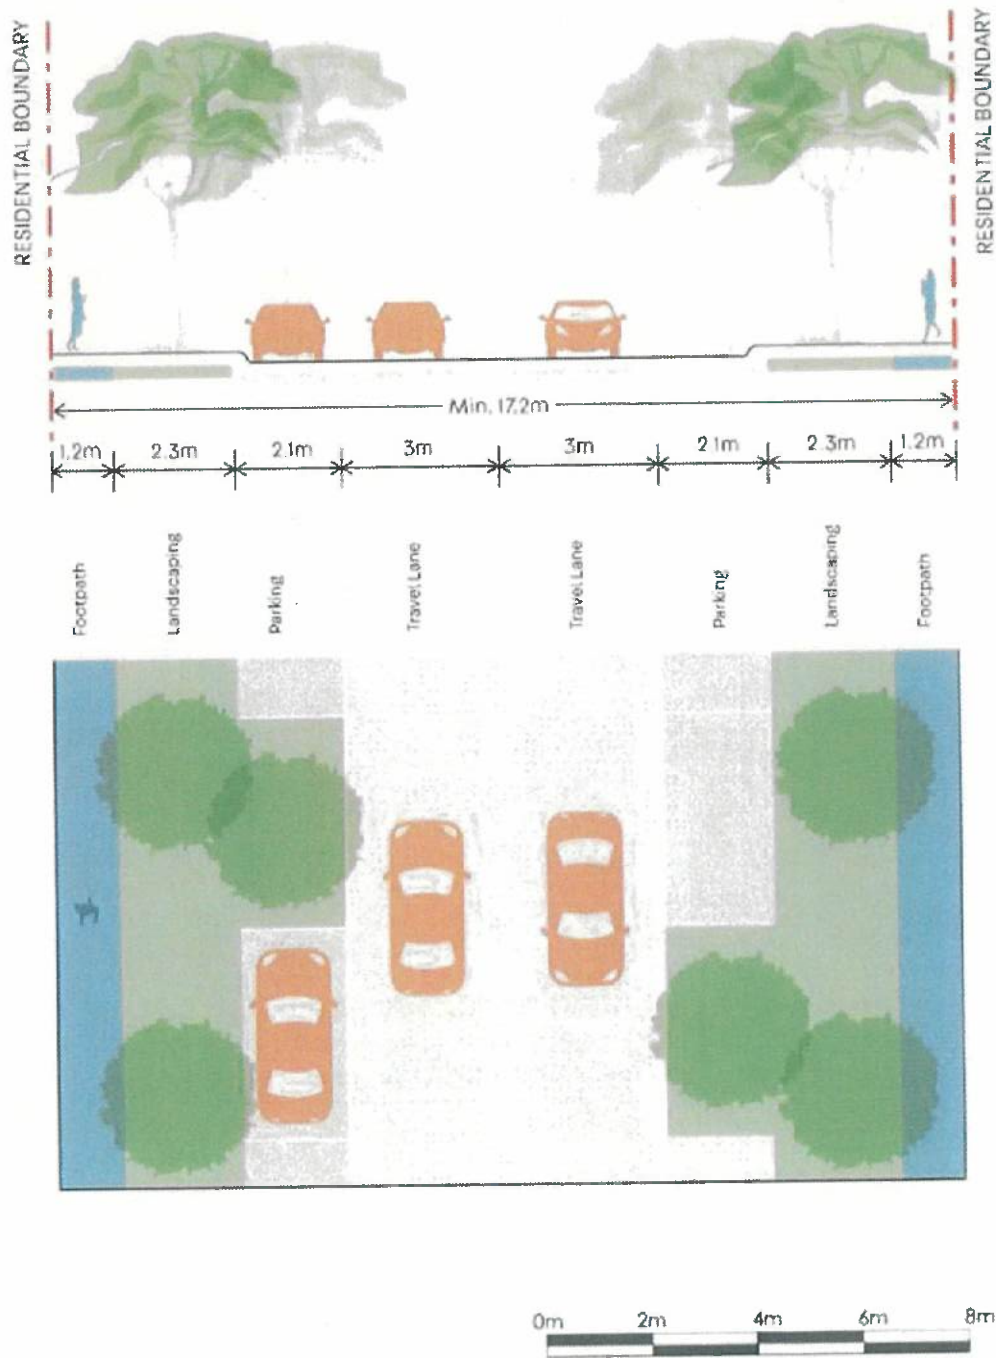 RESIDENTIAL BOUNDARY
RESIDENTIAL BOUNDARY
Min. 17.2m
1.2m 2.3m 2.1m 3m 3m 2.1m 2.3m 1.2m
Footpath
Landscaping
Parking
Travel Lane
Travel Lane
Parking
Landscaping
Footpath
0m 2m 4m 6m 8m